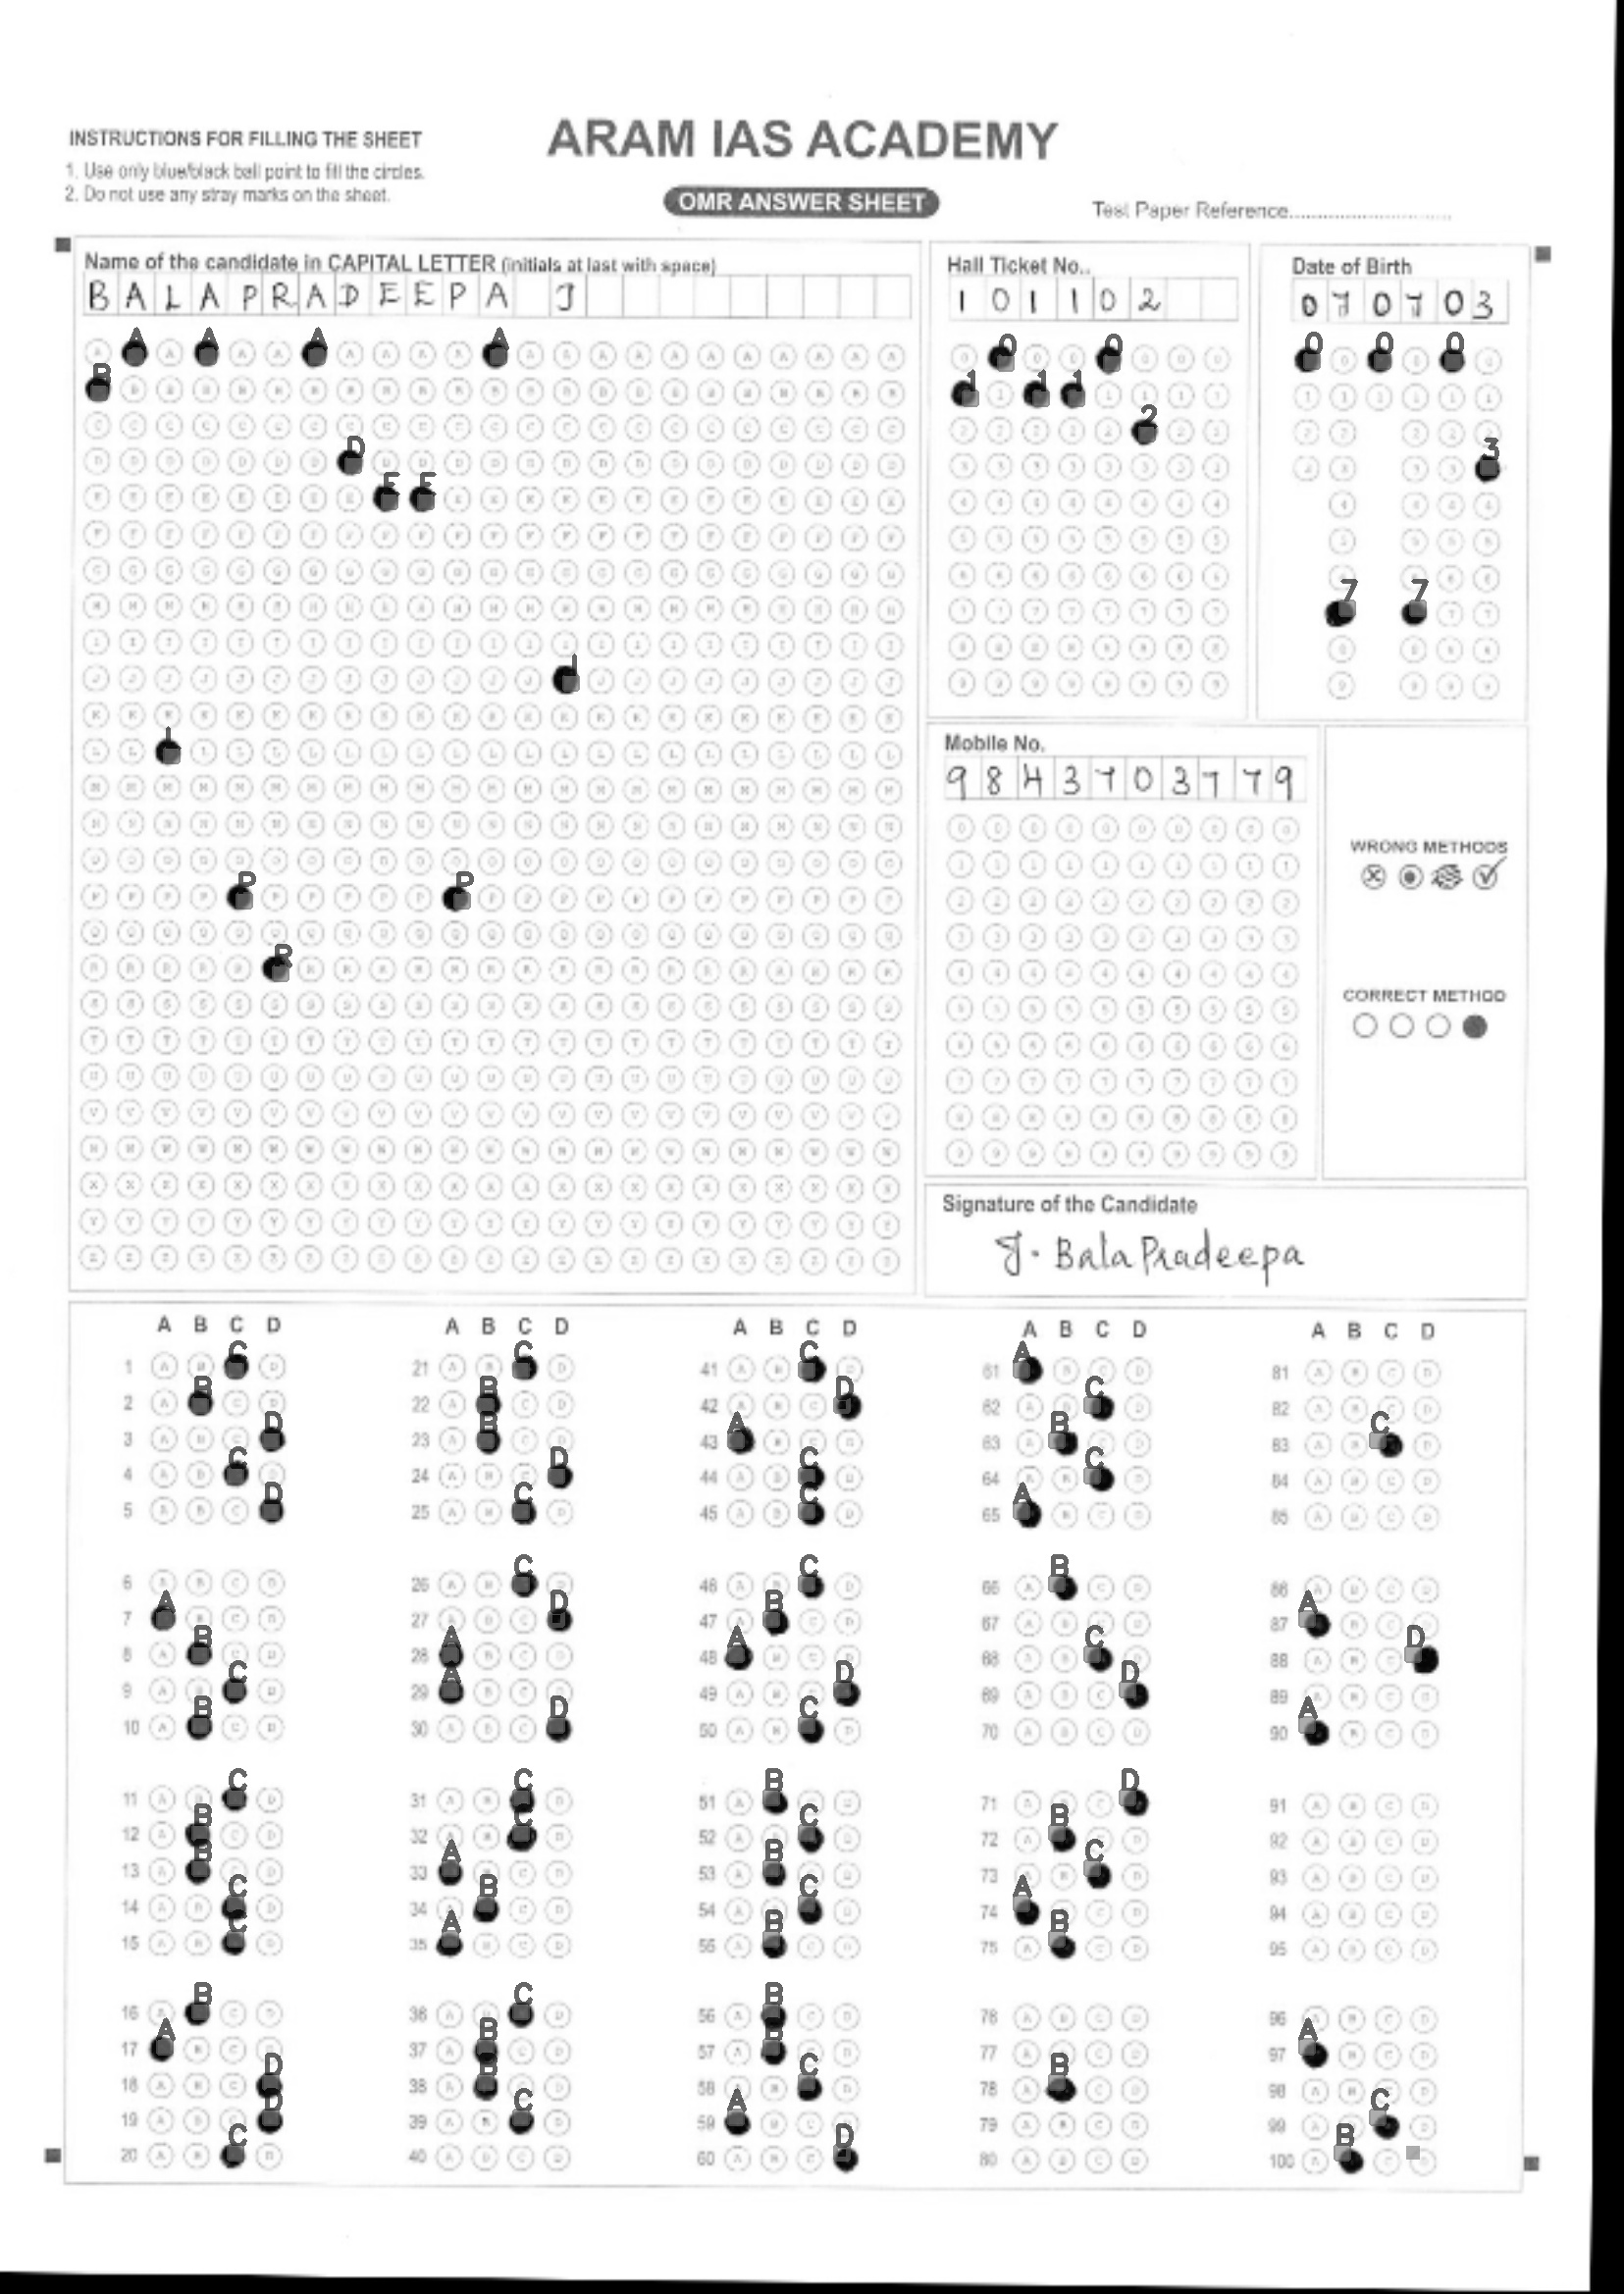 INSTRUCTIONS FOR FILLING THE SHEET
1. Use only blue/black ball point to fill the circles.
2. Do not use any stray marks on the sheet.
ARAM IAS ACADEMY
OMR ANSWER SHEET
Test Paper Reference..............................
Name of the candidate in CAPITAL LETTER (initials at last with space)
B A L A P R A D E E P A J
Hall Ticket No..
1 0 1 1 0 2
Date of Birth
0 7 0 7 0 3
Mobile No.
9 8 4 3 7 0 3 7 7 9
WRONG METHODS
CORRECT METHOD
Signature of the Candidate
J. BalaPradeepa
A B C D A B C D A B C D A B C D A B C D
1 C 21 C 41 C 61 A 81
2 B 22 B 42 D 62 C 82
3 D 23 B 43 A 63 B 83 C
4 C 24 D 44 C 64 C 84
5 D 25 C 45 C 65 A 85
6 26 C 46 C 66 B 86
7 A 27 D 47 B 67 87 A
8 B 28 A 48 A 68 C 88 D
9 C 29 A 49 D 69 D 89
10 B 30 D 50 C 70 90 A
11 C 31 C 51 B 71 D 91
12 B 32 C 52 C 72 B 92
13 B 33 A 53 B 73 C 93
14 C 34 B 54 C 74 A 94
15 C 35 A 55 B 75 B 95
16 B 36 C 56 B 76 96
17 A 37 B 57 B 77 97 A
18 D 38 B 58 C 78 B 98
19 D 39 C 59 A 79 99 C
20 C 40 60 D 80 100 B